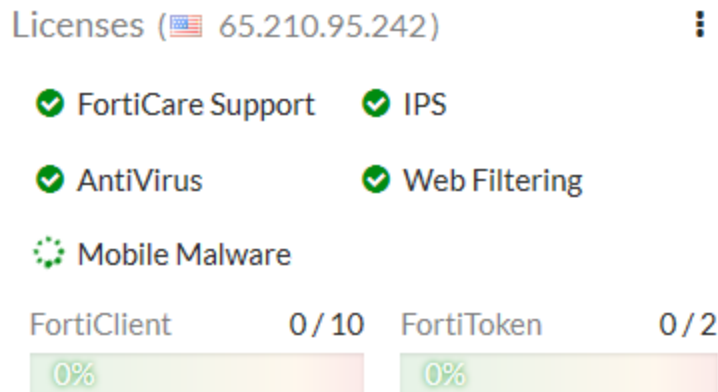 Licenses (65.210.95.242)
FortiCare Support IPS
AntiVirus Web Filtering
Mobile Malware
FortiClient 0 / 10 FortiToken 0 / 2
0% 0%